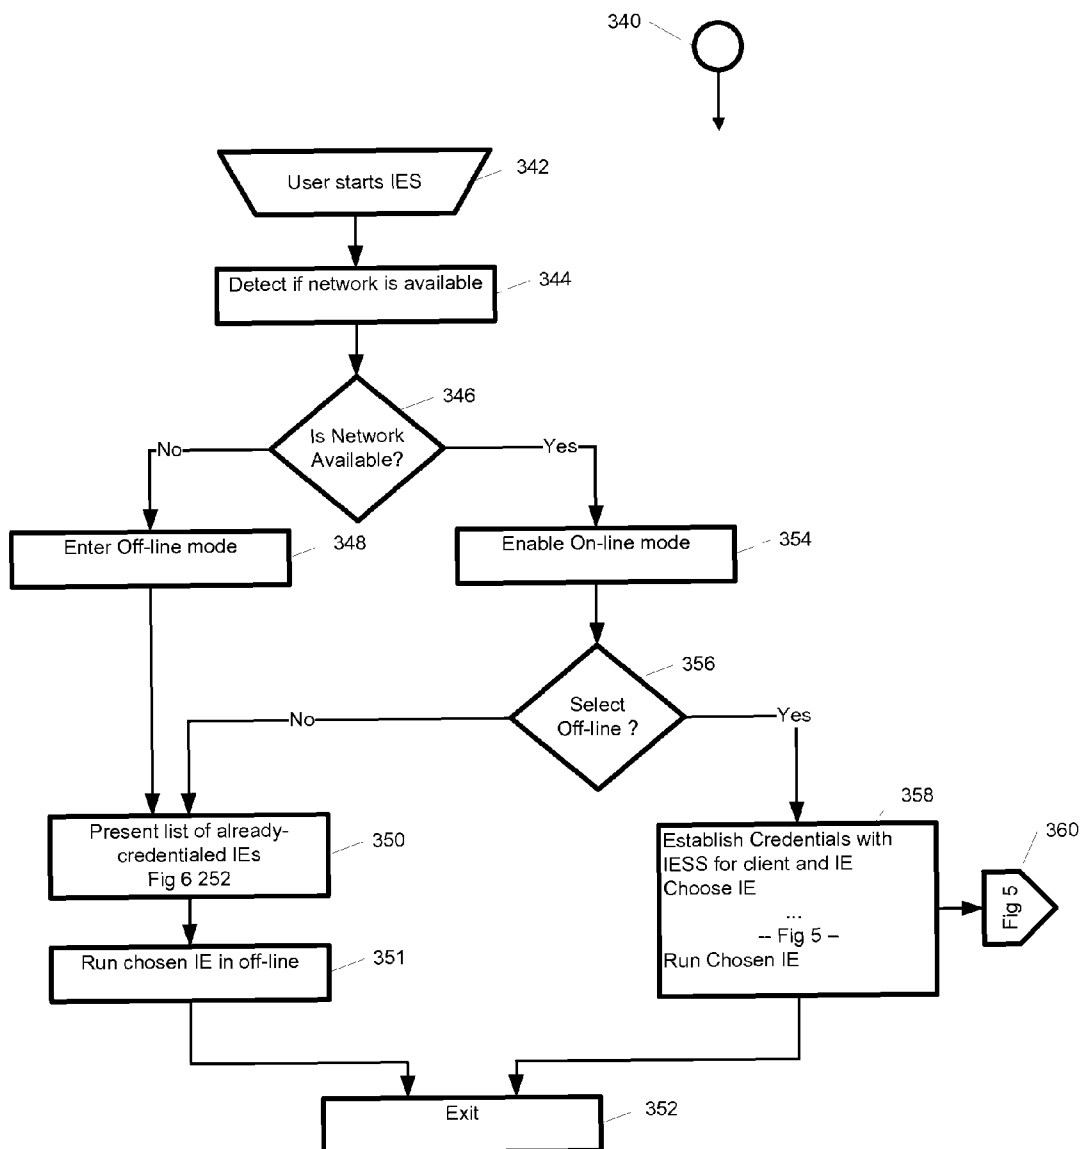 340
User starts IES
342
Detect if network is available
344
346
Is Network
Available?
No
Yes
Enter Off-line mode
348
Enable On-line mode
354
356
Select
Off-line ?
No
Yes
358
Present list of already-
credentialed IEs
Fig 6 252
350
Establish Credentials with
IESS for client and IE
Choose IE
...
-- Fig 5 –
Run Chosen IE
360
Fig 5
Run chosen IE in off-line
351
Exit
352